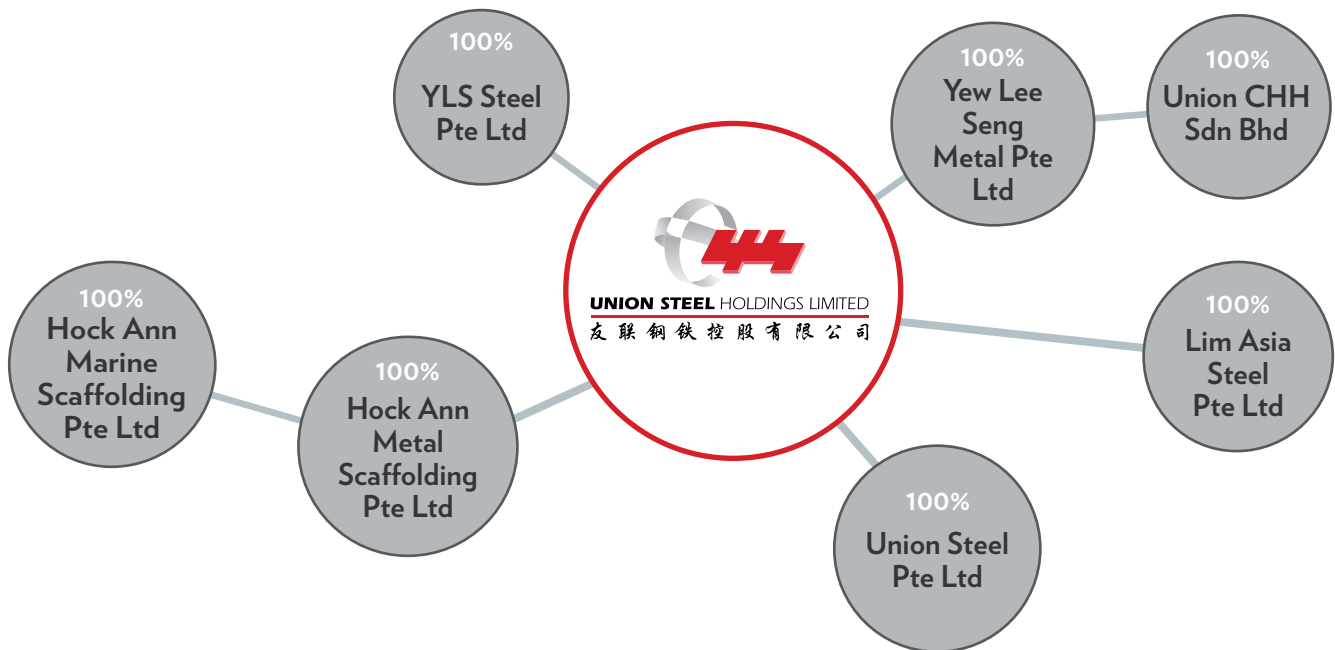 100%
YLS Steel
Pte Ltd
100%
Yew Lee
Seng
Metal Pte
Ltd
100%
Union CHH
Sdn Bhd
UNION STEEL HOLDINGS LIMITED
友联钢铁控股有限公司
100%
Hock Ann
Marine
Scaffolding
Pte Ltd
100%
Hock Ann
Metal
Scaffolding
Pte Ltd
100%
Lim Asia
Steel
Pte Ltd
100%
Union Steel
Pte Ltd